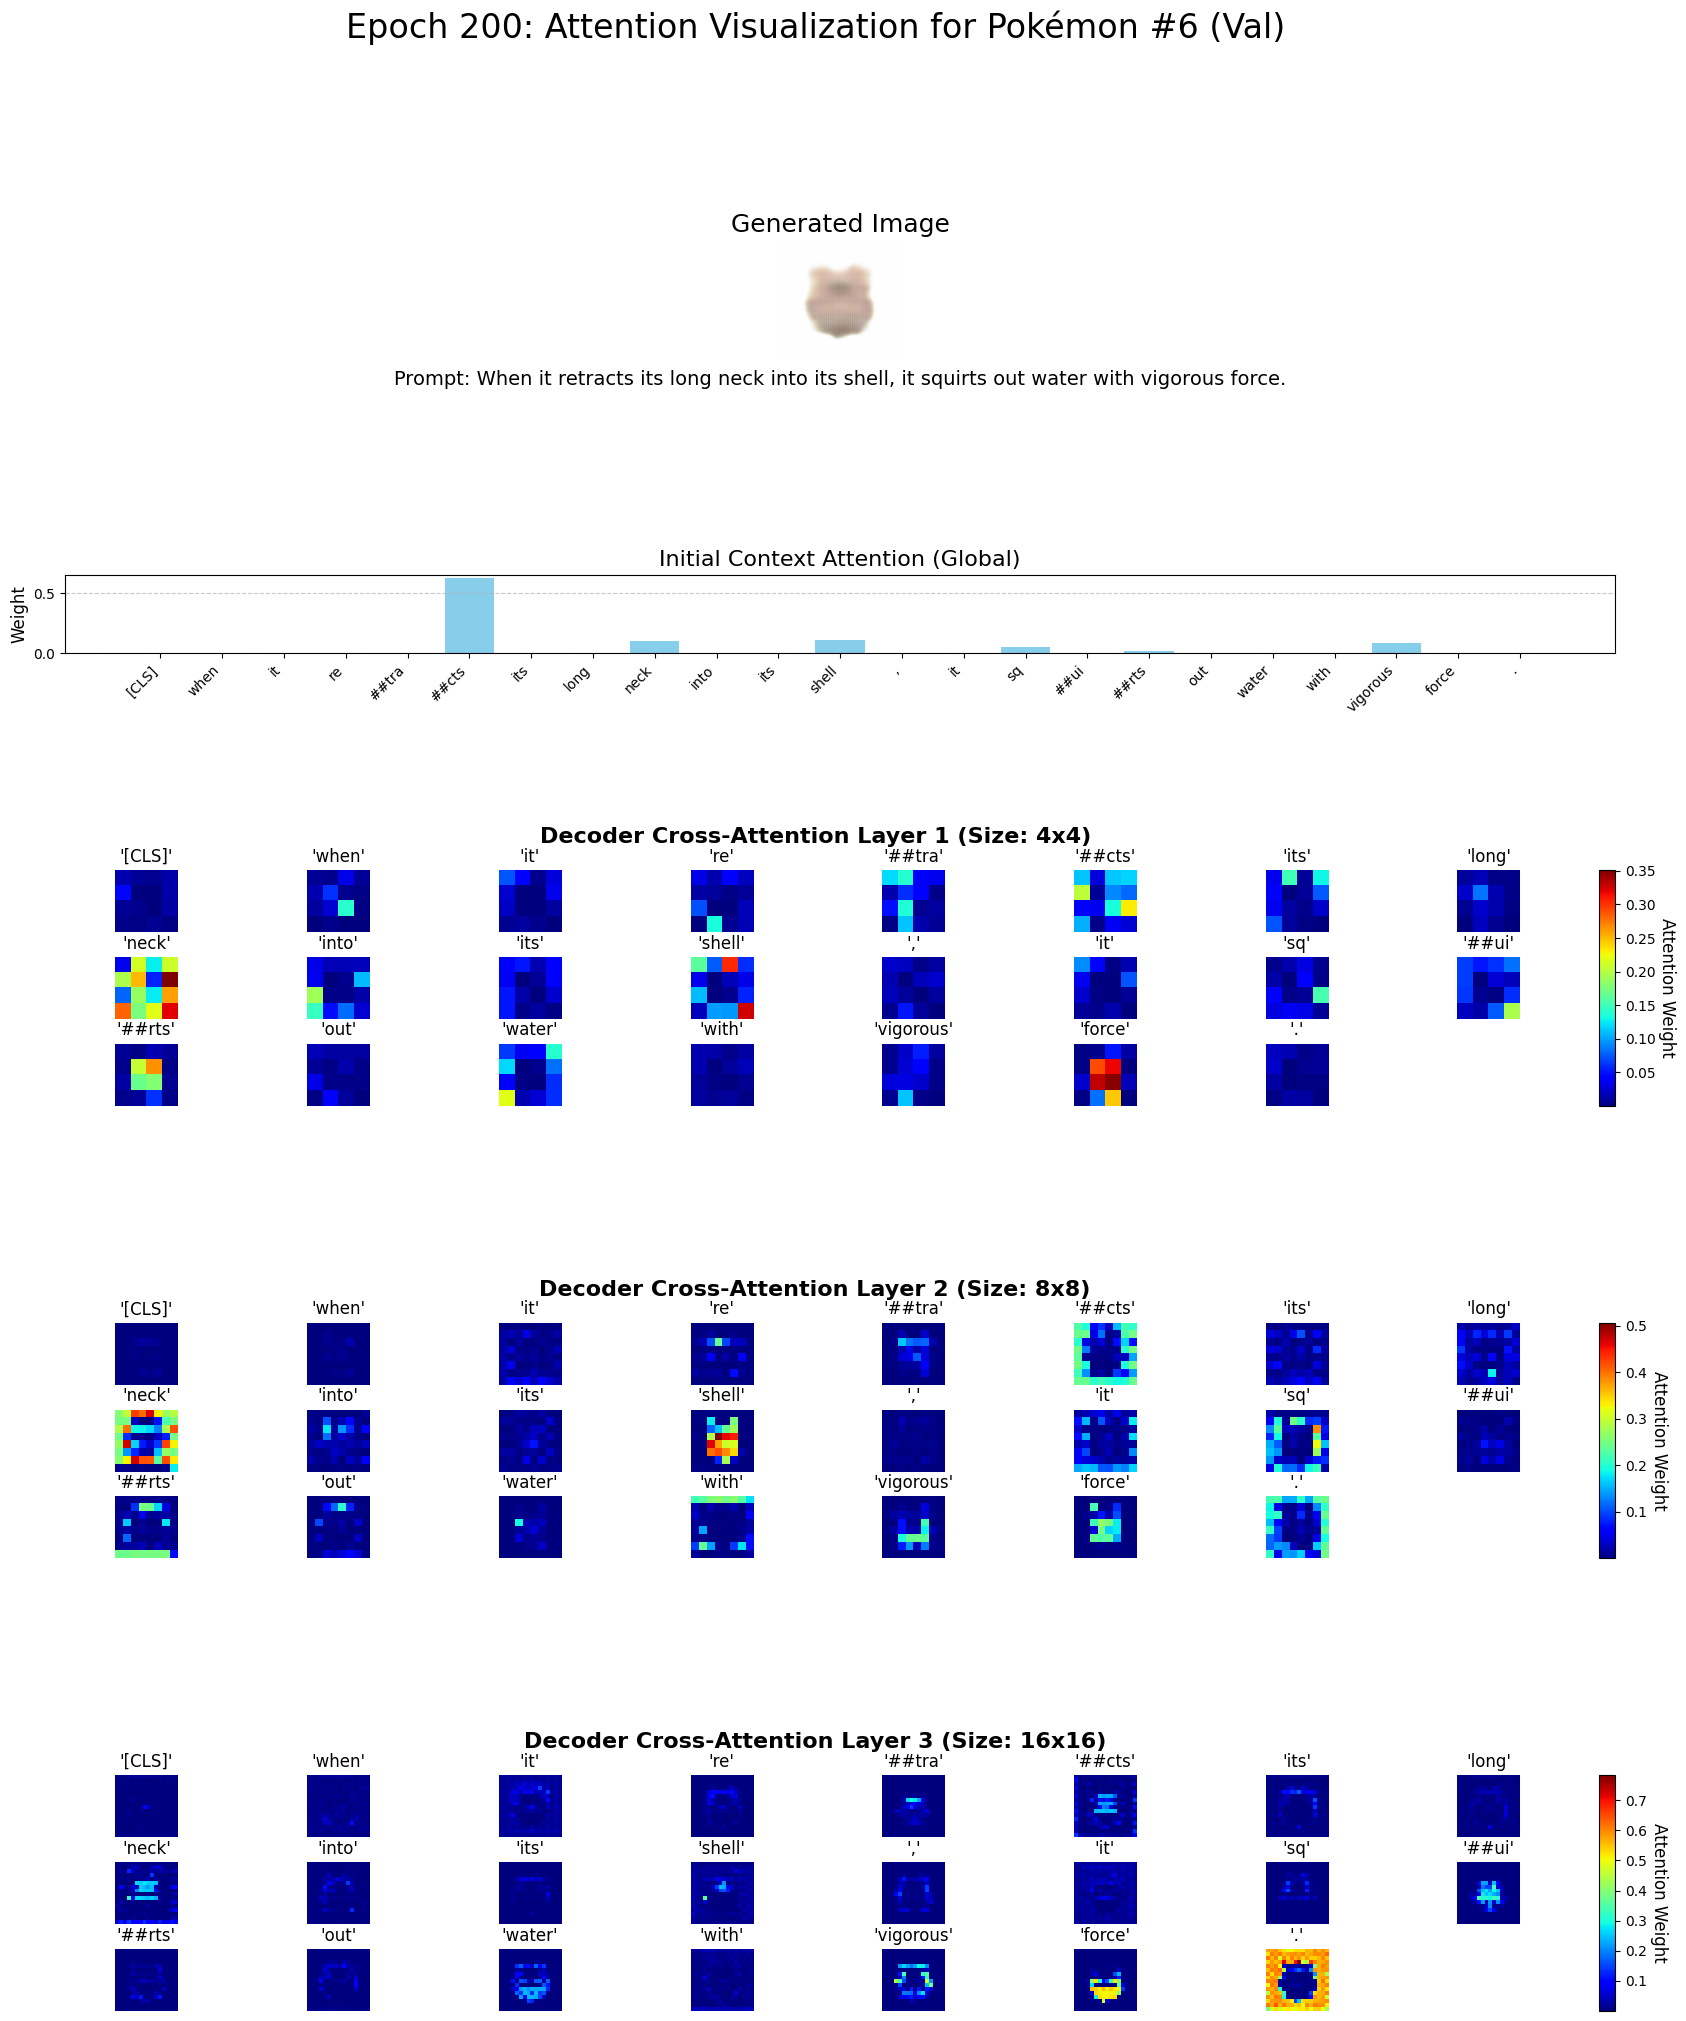 Epoch 200: Attention Visualization for Pokémon #6 (Val)
Generated Image
Prompt: When it retracts its long neck into its shell, it squirts out water with vigorous force.
Initial Context Attention (Global)
Weight
0.5
0.0
[CLS] when it re ##tra ##cts its long neck into its shell , it sq ##ui ##rts out water with vigorous force .
Decoder Cross-Attention Layer 1 (Size: 4x4)
'[CLS]' 'when' 'it' 're' '##tra' '##cts' 'its' 'long'
'neck' 'into' 'its' 'shell' ',' 'it' 'sq' '##ui'
'##rts' 'out' 'water' 'with' 'vigorous' 'force' '.'
0.35
0.30
0.25
0.20
0.15
0.10
0.05
Attention Weight
Decoder Cross-Attention Layer 2 (Size: 8x8)
'[CLS]' 'when' 'it' 're' '##tra' '##cts' 'its' 'long'
'neck' 'into' 'its' 'shell' ',' 'it' 'sq' '##ui'
'##rts' 'out' 'water' 'with' 'vigorous' 'force' '.'
0.5
0.4
0.3
0.2
0.1
Attention Weight
Decoder Cross-Attention Layer 3 (Size: 16x16)
'[CLS]' 'when' 'it' 're' '##tra' '##cts' 'its' 'long'
'neck' 'into' 'its' 'shell' ',' 'it' 'sq' '##ui'
'##rts' 'out' 'water' 'with' 'vigorous' 'force' '.'
0.7
0.6
0.5
0.4
0.3
0.2
0.1
Attention Weight